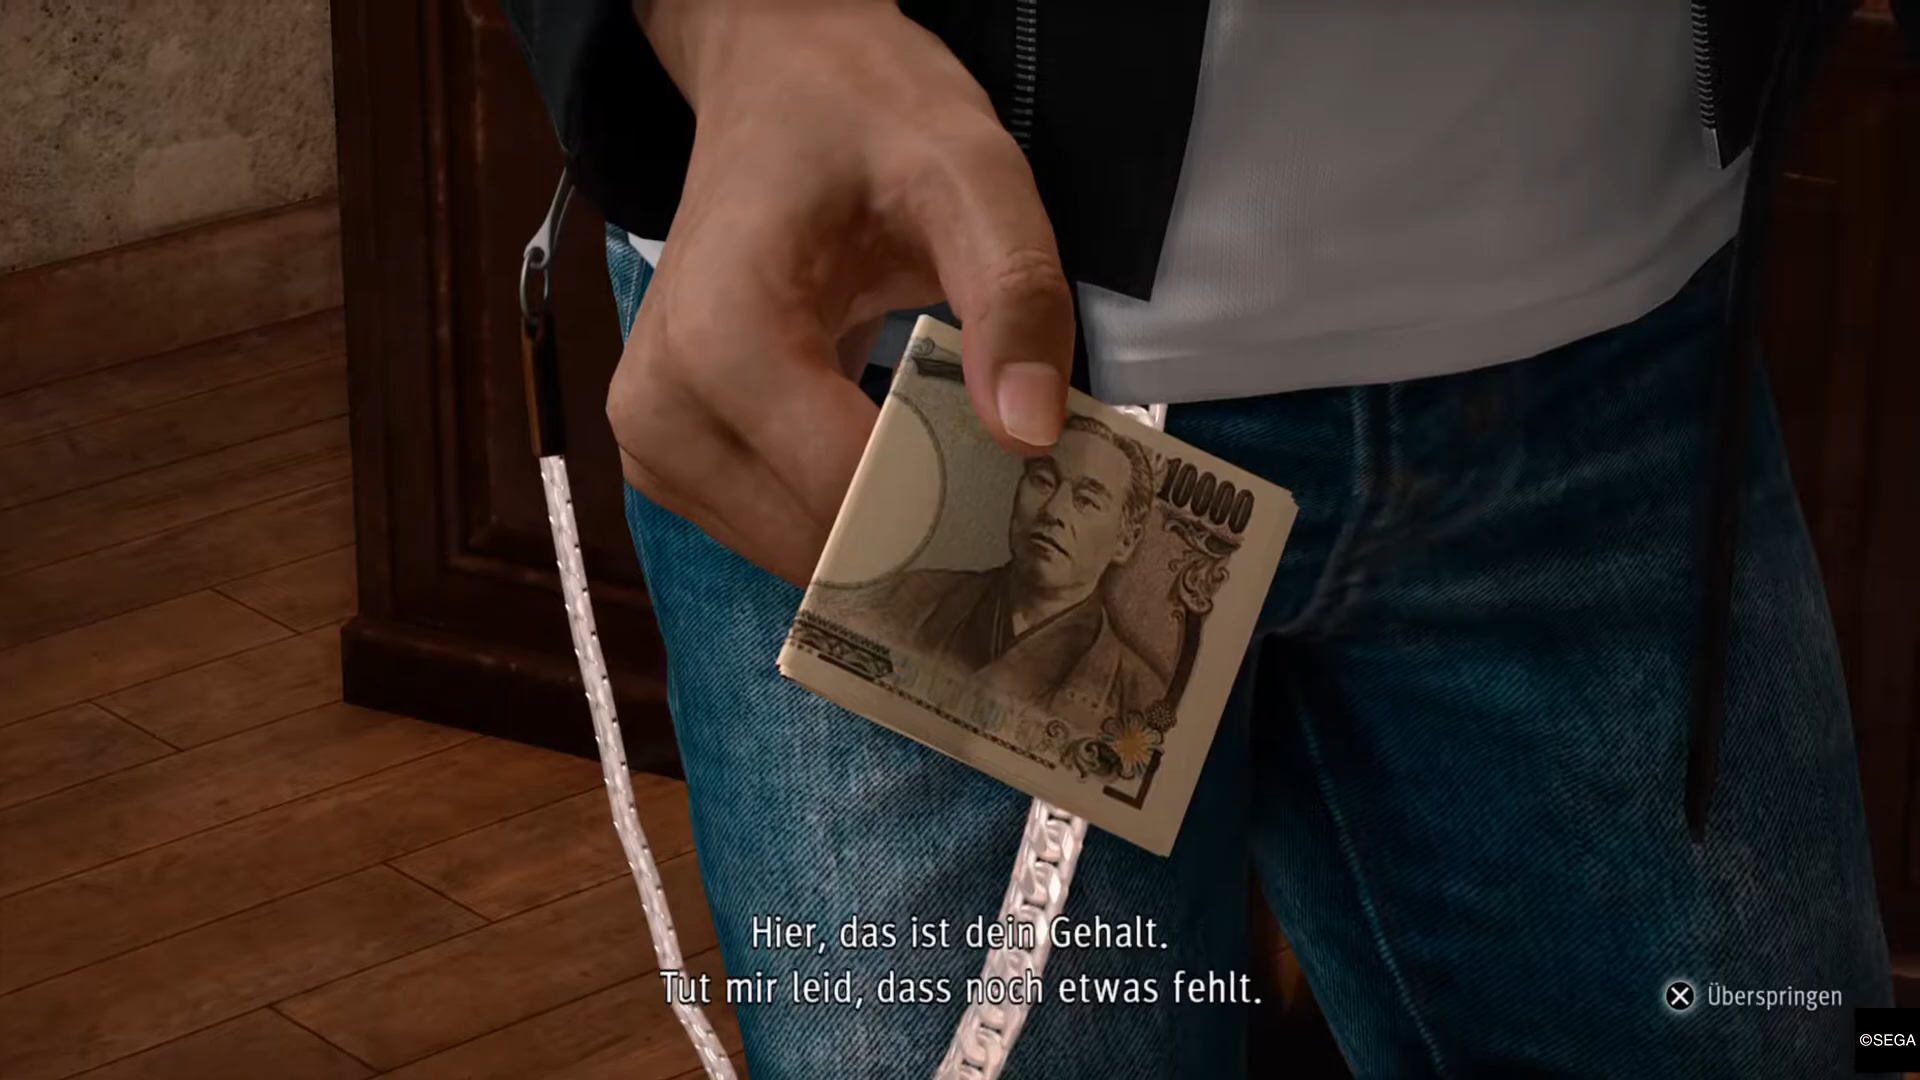 10000
Hier, das ist dein Gehalt.
Tut mir leid, dass noch etwas fehlt.
Überspringen
©SEGA